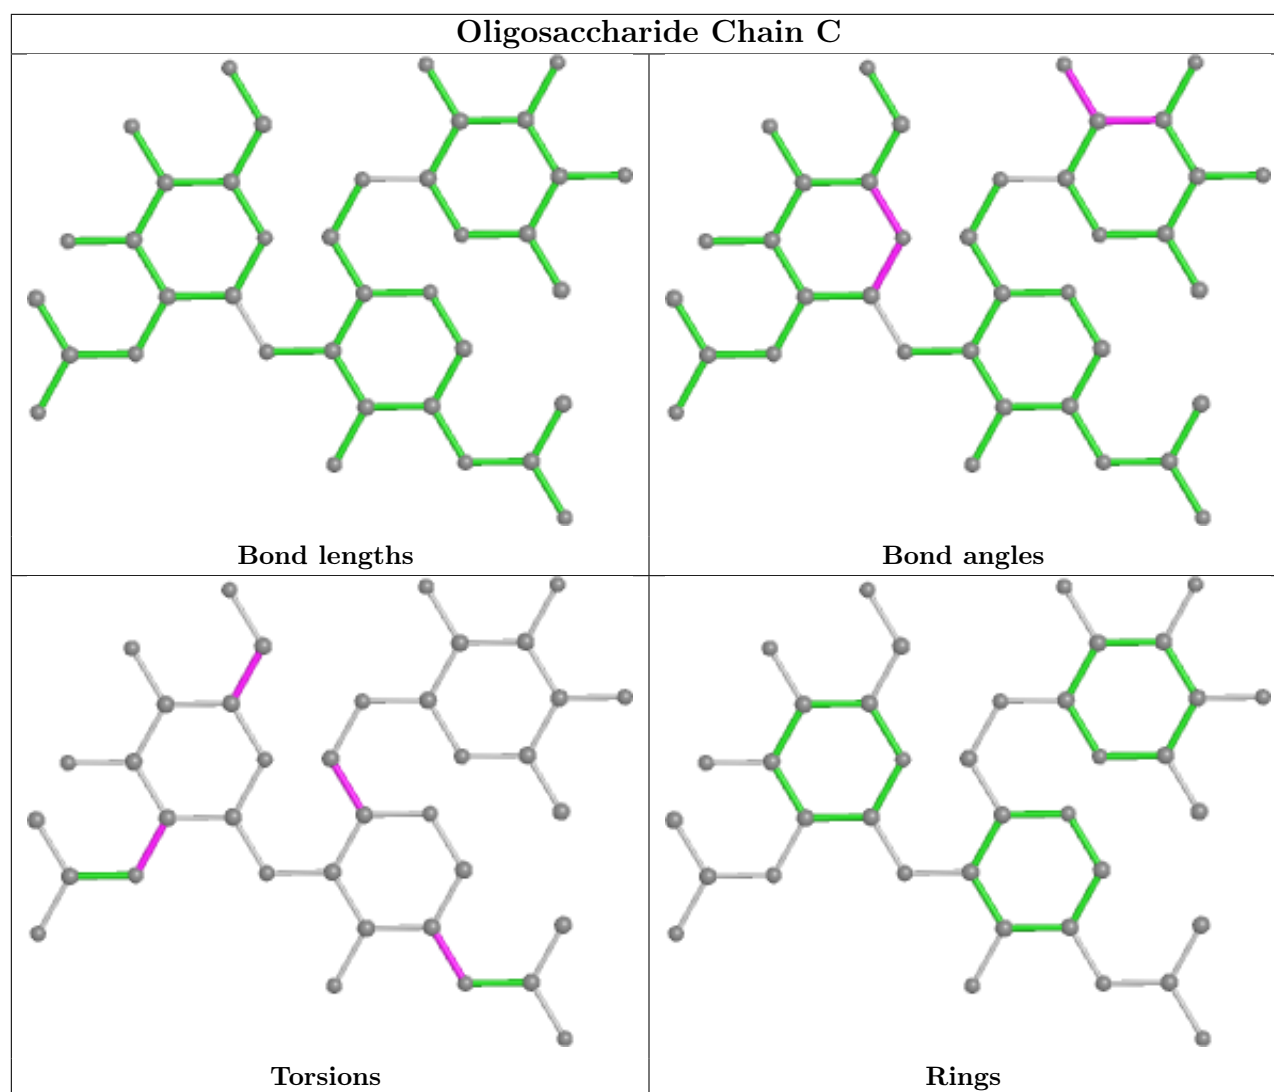 Oligosaccharide Chain C
Bond lengths
Bond angles
Torsions
Rings